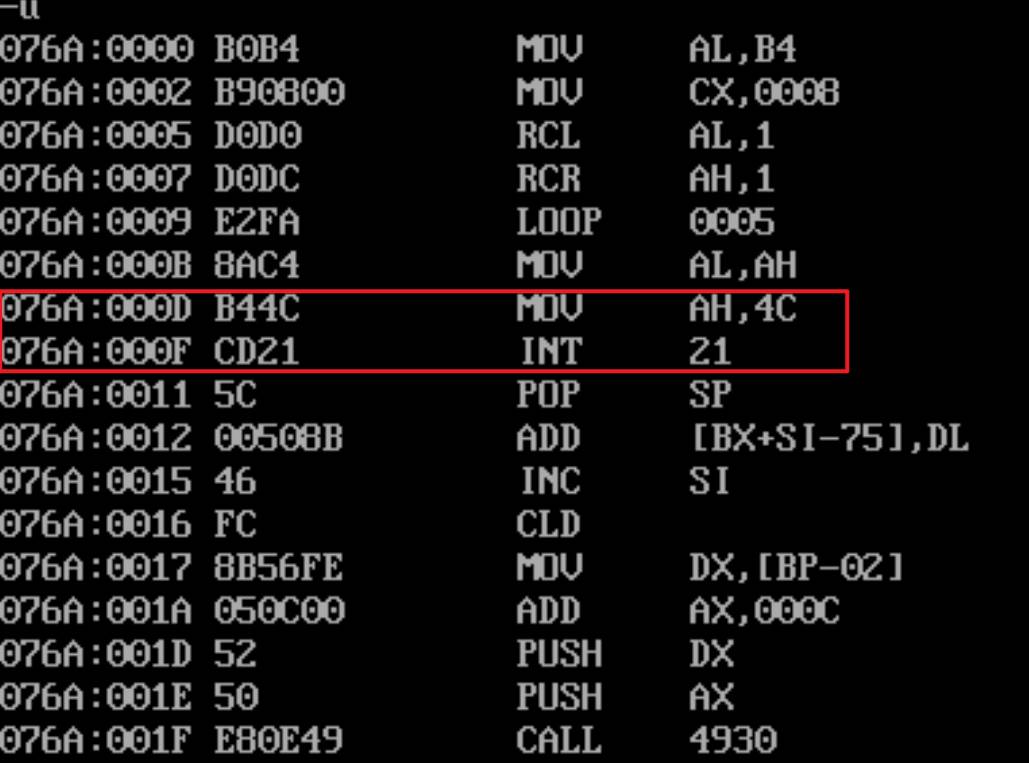 -u
076A:0000 B0B4 MOV AL,B4
076A:0002 B90800 MOV CX,0008
076A:0005 D0D0 RCL AL,1
076A:0007 D0DC RCR AH,1
076A:0009 E2FA LOOP 0005
076A:000B 8AC4 MOV AL,AH
076A:000D B44C MOV AH,4C
076A:000F CD21 INT 21
076A:0011 5C POP SP
076A:0012 00508B ADD [BX+SI-75],DL
076A:0015 46 INC SI
076A:0016 FC CLD
076A:0017 8B56FE MOV DX,[BP-02]
076A:001A 050C00 ADD AX,000C
076A:001D 52 PUSH DX
076A:001E 50 PUSH AX
076A:001F E80E49 CALL 4930